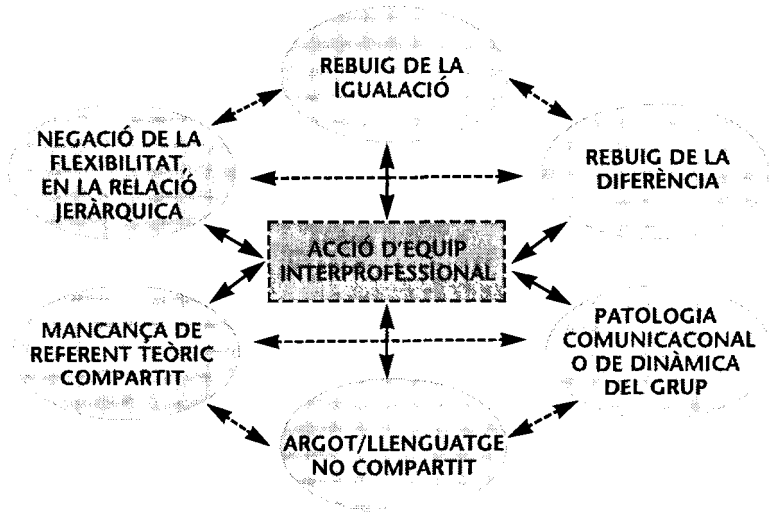 REBUIG DE LA
IGUALACIÓ
NEGACIÓ DE LA
FLEXIBILITAT,
EN LA RELACIÓ
JERÀRQUICA
REBUIG DE LA
DIFERÈNCIA
ACCIÓ D'EQUIP
INTERPROFESSIONAL
MANCANÇA DE
REFERENT TEÒRIC
COMPARTIT
PATOLOGIA
COMUNICACONAL
O DE DINÀMICA
DEL GRUP
ARGOT/LLENGUATGE
NO COMPARTIT